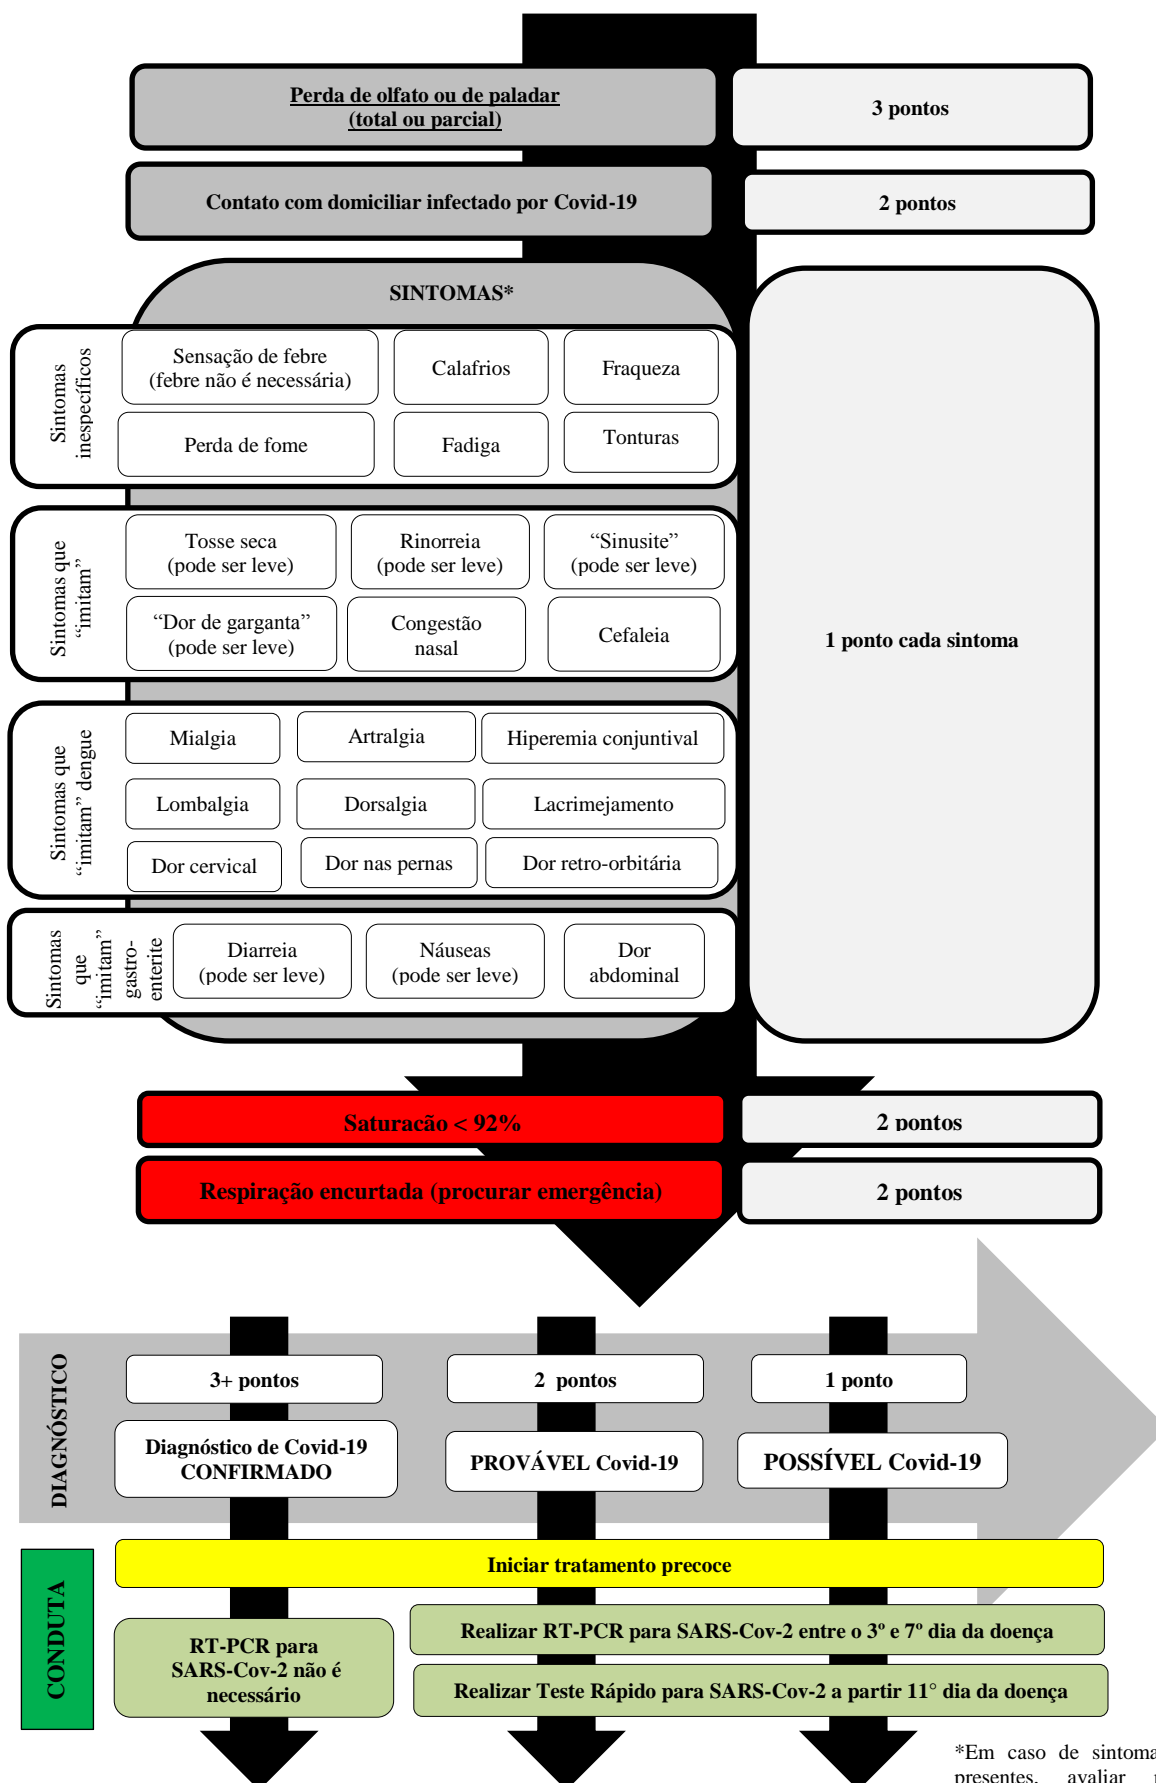 Perda de olfato ou de paladar
(total ou parcial)
3 pontos
Contato com domiciliar infectado por Covid-19
2 pontos
SINTOMAS*
Sintomas
inespecíficos
Sensação de febre
(febre não é necessária)
Calafrios
Fraqueza
Perda de fome
Fadiga
Tonturas
Sintomas que
“imitam”
Tosse seca
(pode ser leve)
Rinorreia
(pode ser leve)
“Sinusite”
(pode ser leve)
“Dor de garganta”
(pode ser leve)
Congestão
nasal
Cefaleia
1 ponto cada sintoma
Sintomas que
“imitam” dengue
Mialgia
Artralgia
Hiperemia conjuntival
Lombalgia
Dorsalgia
Lacrimejamento
Dor cervical
Dor nas pernas
Dor retro-orbitária
Sintomas
que
“imitam”
gastro-
enterite
Diarreia
(pode ser leve)
Náuseas
(pode ser leve)
Dor
abdominal
Saturação < 92%
2 pontos
Respiração encurtada (procurar emergência)
2 pontos
DIAGNÓSTICO
3+ pontos
2 pontos
1 ponto
Diagnóstico de Covid-19
CONFIRMADO
PROVÁVEL Covid-19
POSSÍVEL Covid-19
CONDUTA
Iniciar tratamento precoce
RT-PCR para
SARS-Cov-2 não é
necessário
Realizar RT-PCR para SARS-Cov-2 entre o 3º e 7º dia da doença
Realizar Teste Rápido para SARS-Cov-2 a partir 11° dia da doença
*Em caso de sintoma
presentes, avaliar